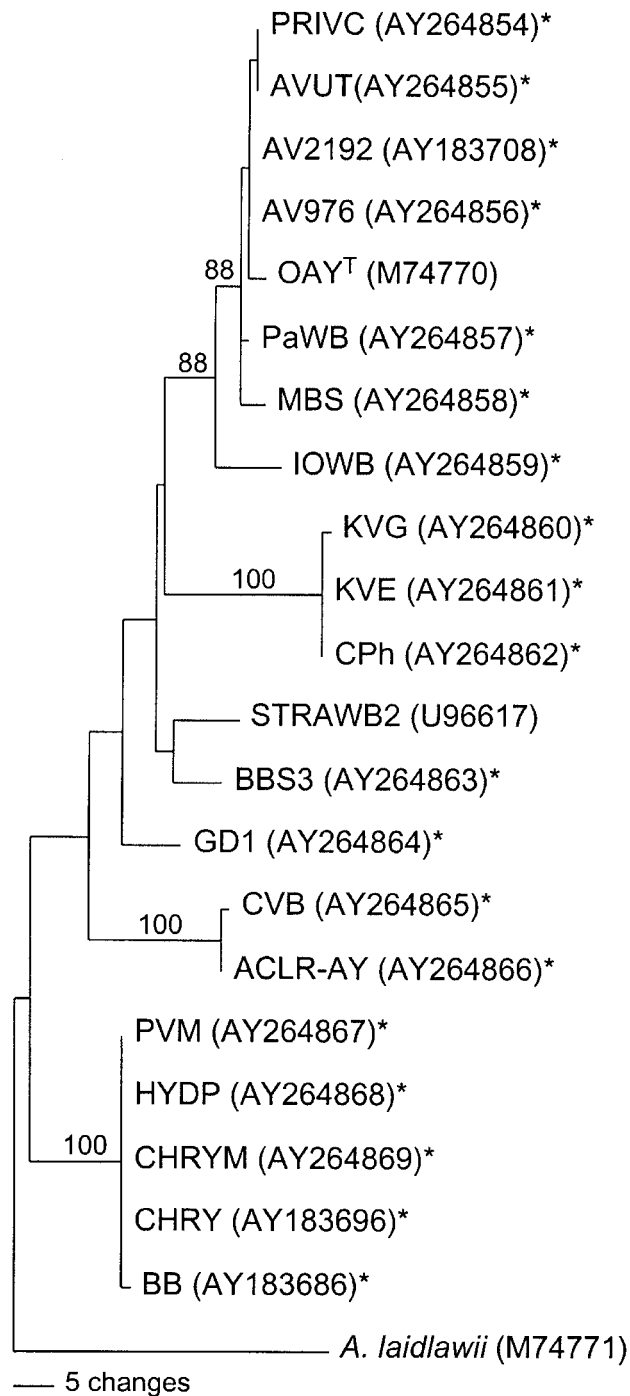 PRIVC (AY264854)*
AVUT(AY264855)*
AV2192 (AY183708)*
AV976 (AY264856)*
88
OAYᵀ (M74770)
PaWB (AY264857)*
88
MBS (AY264858)*
IOWB (AY264859)*
KVG (AY264860)*
100
KVE (AY264861)*
CPh (AY264862)*
STRAWB2 (U96617)
BBS3 (AY264863)*
GD1 (AY264864)*
CVB (AY264865)*
100
ACLR-AY (AY264866)*
PVM (AY264867)*
HYDP (AY264868)*
100
CHRYM (AY264869)*
CHRY (AY183696)*
BB (AY183686)*
A. laidlawii (M74771)
5 changes